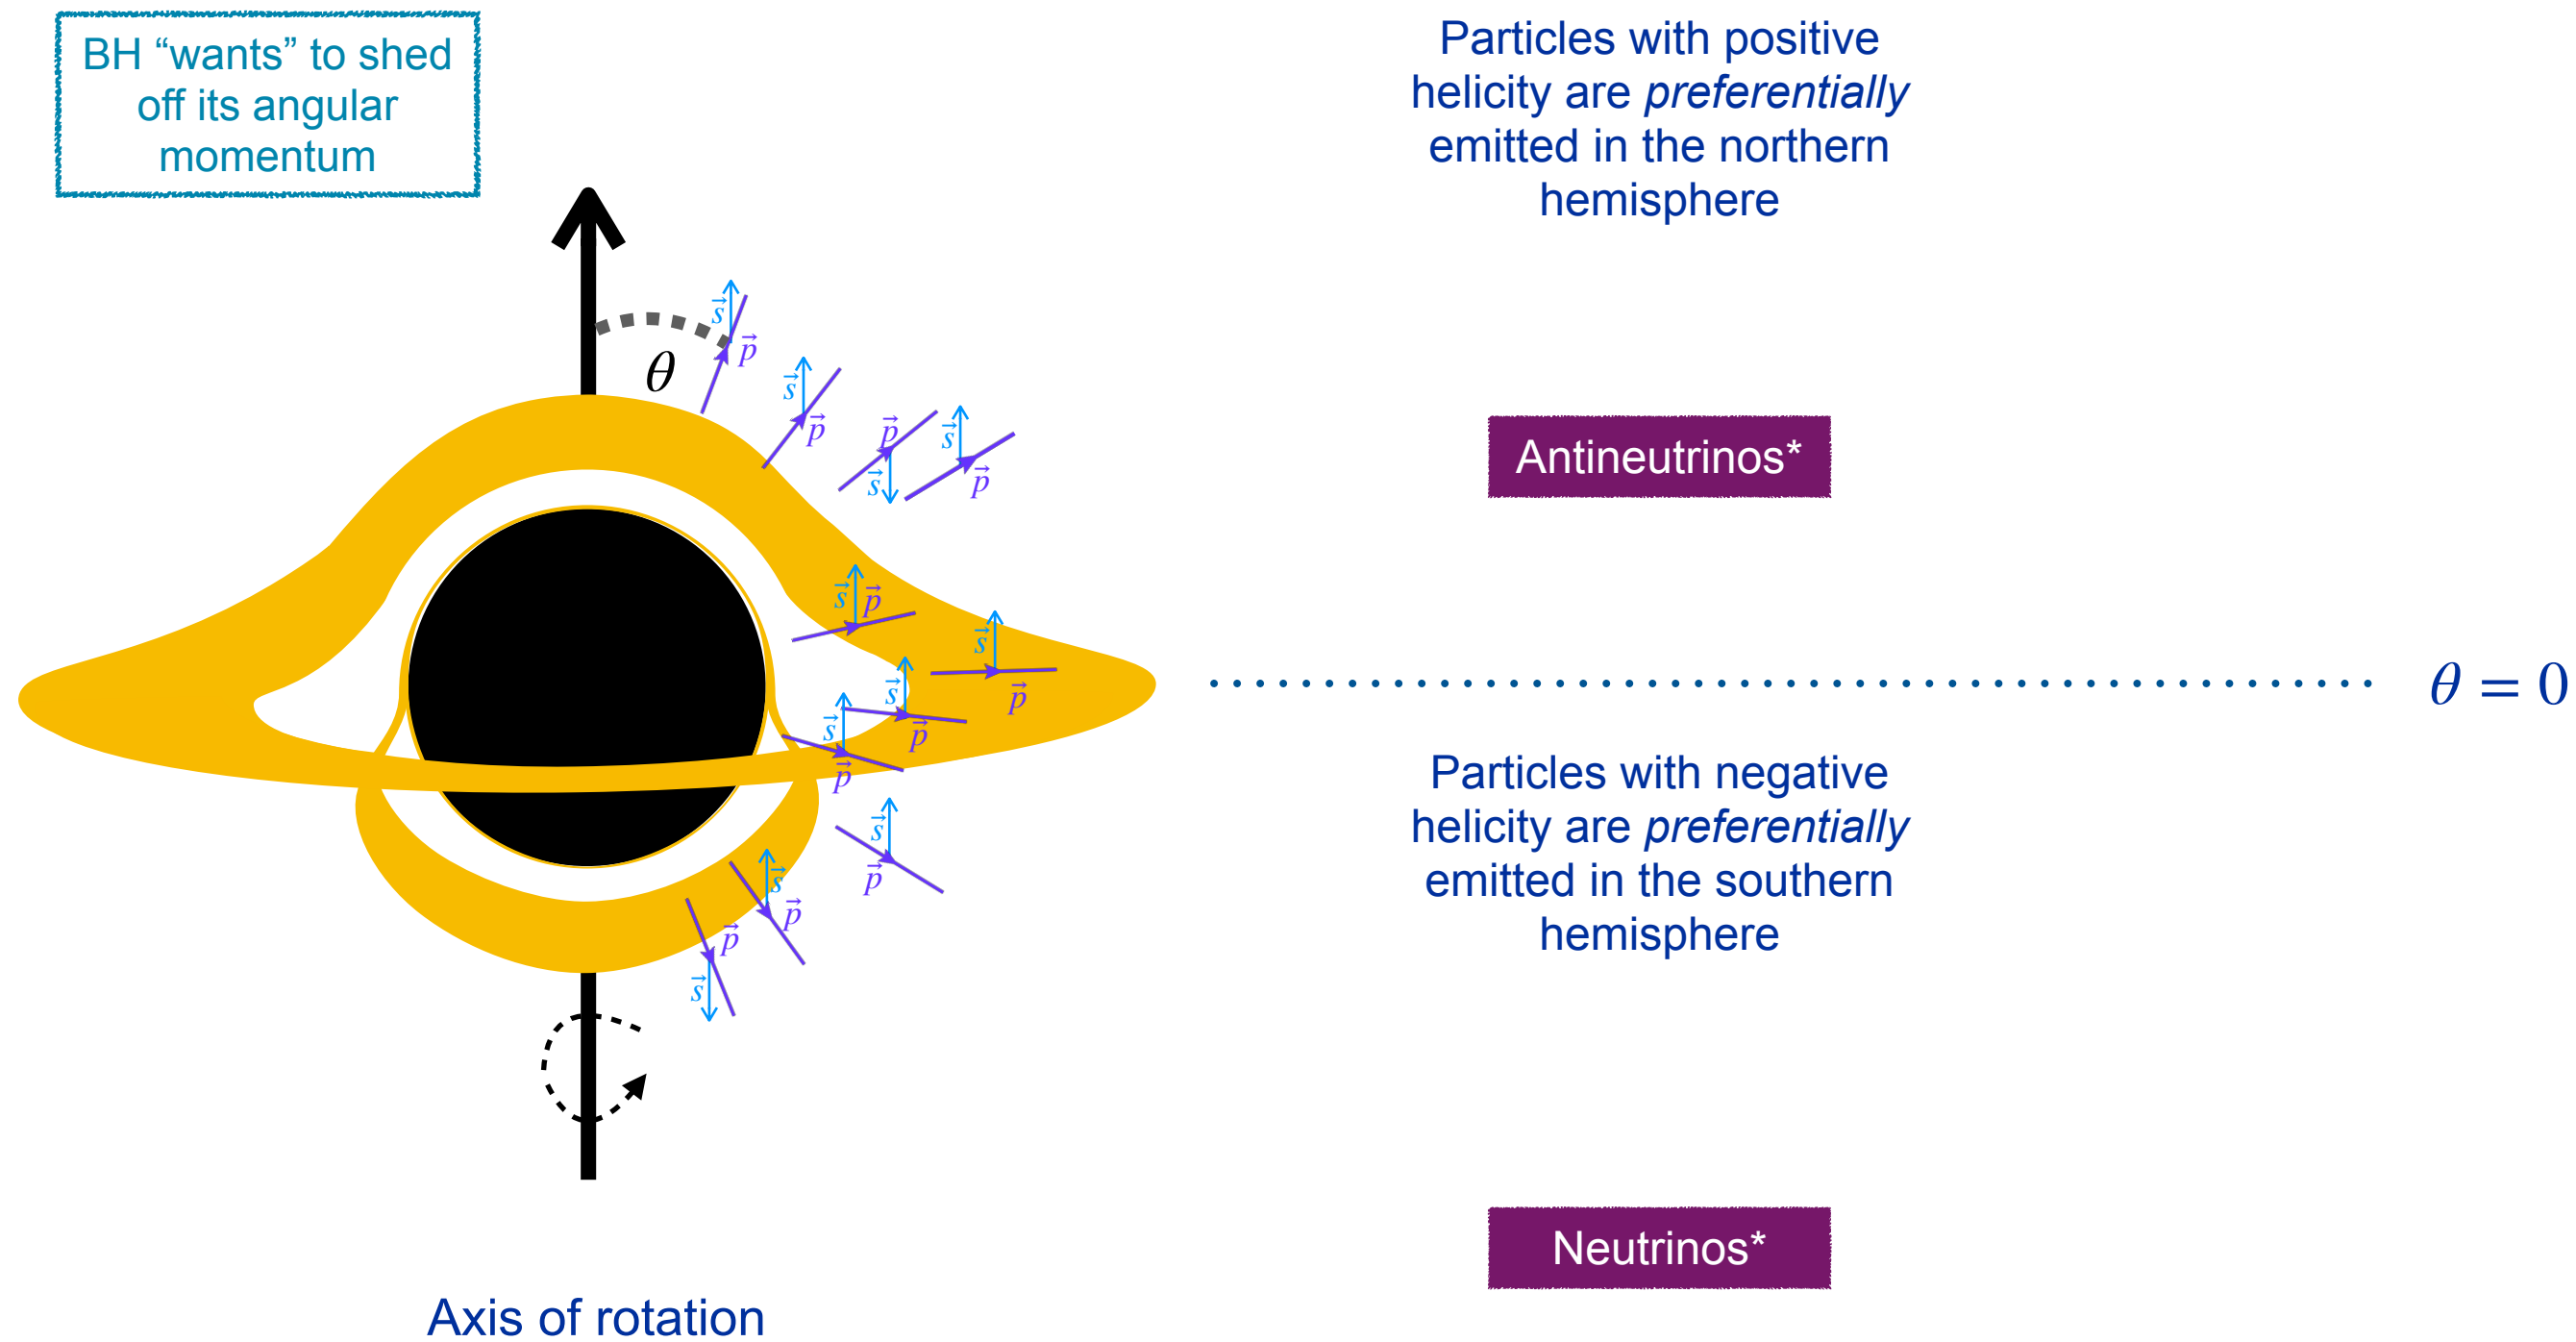 BH “wants” to shed
off its angular
momentum
Particles with positive
helicity are preferentially
emitted in the northern
hemisphere
Antineutrinos*
θ
s⃗
p⃗
s⃗
p⃗
p⃗
s⃗
s⃗
p⃗
s⃗
p⃗
s⃗
p⃗
s⃗
p⃗
s⃗
p⃗
θ = 0
Particles with negative
helicity are preferentially
emitted in the southern
hemisphere
s⃗
p⃗
s⃗
p⃗
p⃗
s⃗
Neutrinos*
Axis of rotation